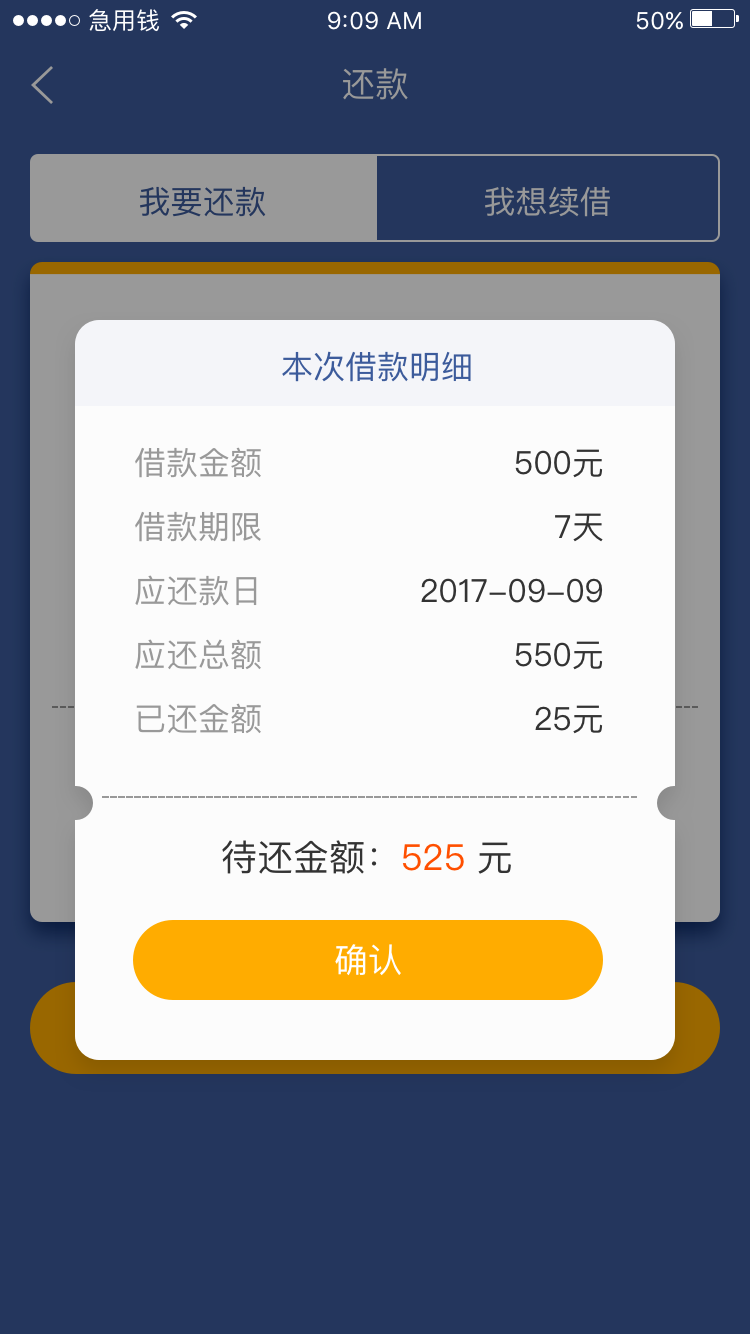 急用钱 9:09 AM 50%
还款
我要还款 我想续借
本次借款明细
借款金额 500元
借款期限 7天
应还款日 2017-09-09
应还总额 550元
已还金额 25元
待还金额：525 元
确认